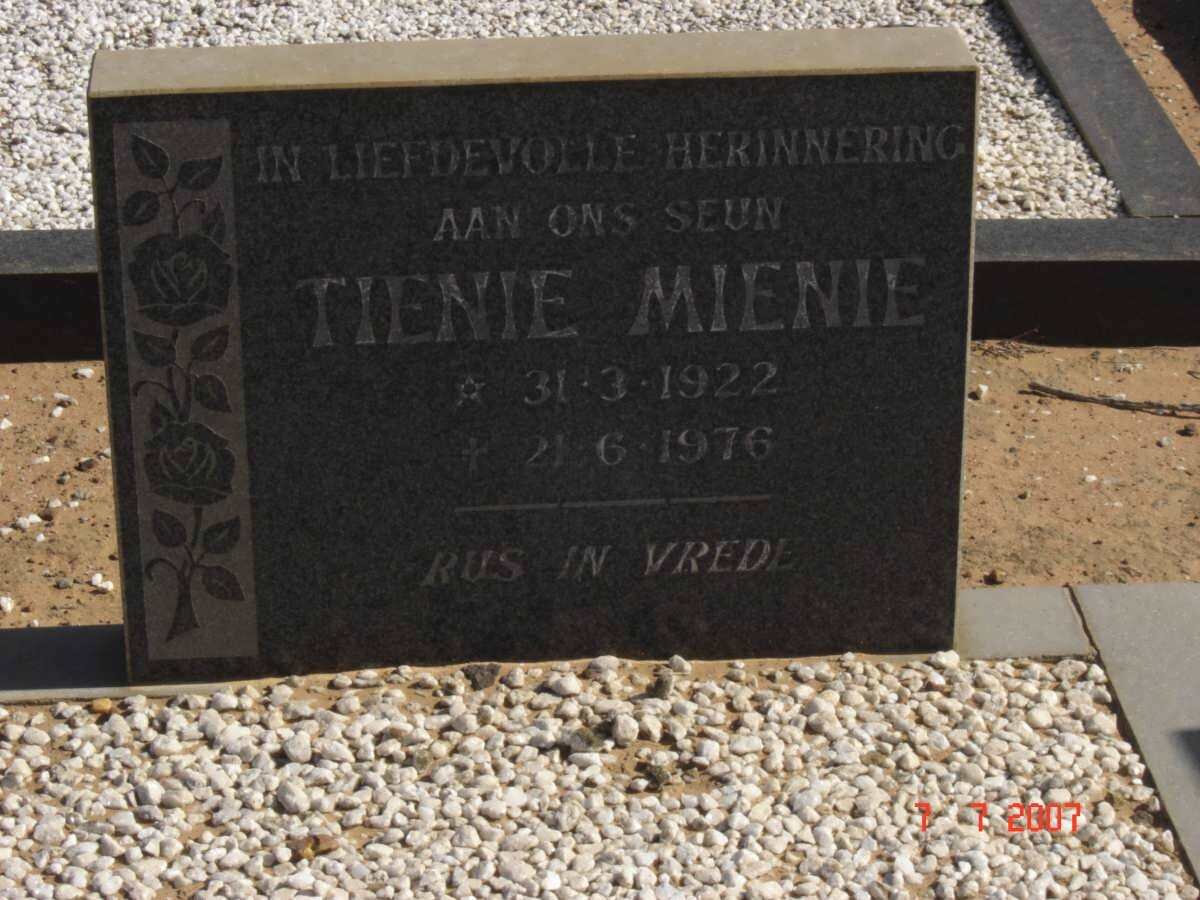 IN LIEFDEVOLLE HERINNERING
AAN ONS SEUN
TIENIE MIENIE
☆ 31·3·1922
† 21·6·1976
RUS IN VREDE
7 7 2007